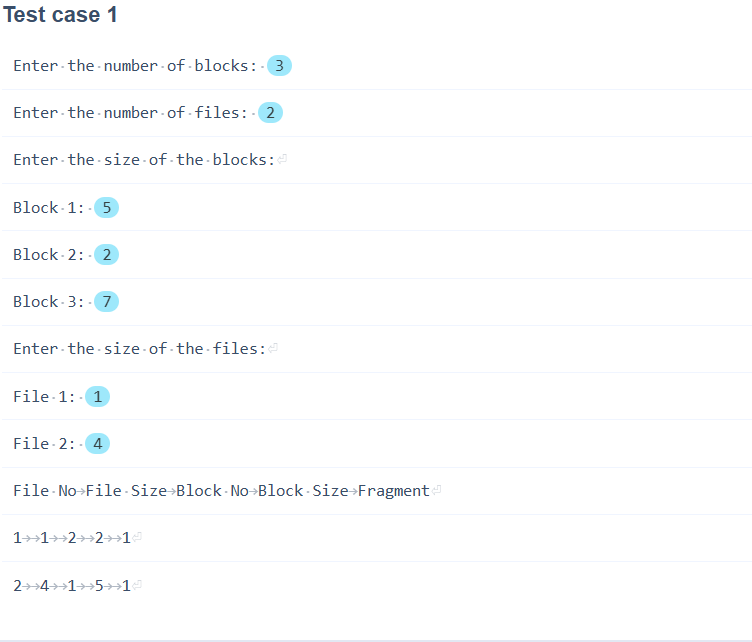 Test case 1
Enter·the·number·of·blocks:·3
Enter·the·number·of·files:·2
Enter·the·size·of·the·blocks:⏎
Block·1:·5
Block·2:·2
Block·3:·7
Enter·the·size·of·the·files:⏎
File·1:·1
File·2:·4
File·No→File·Size→Block·No→Block·Size→Fragment⏎
1→→1→→2→→2→→1⏎
2→→4→→1→→5→→1⏎